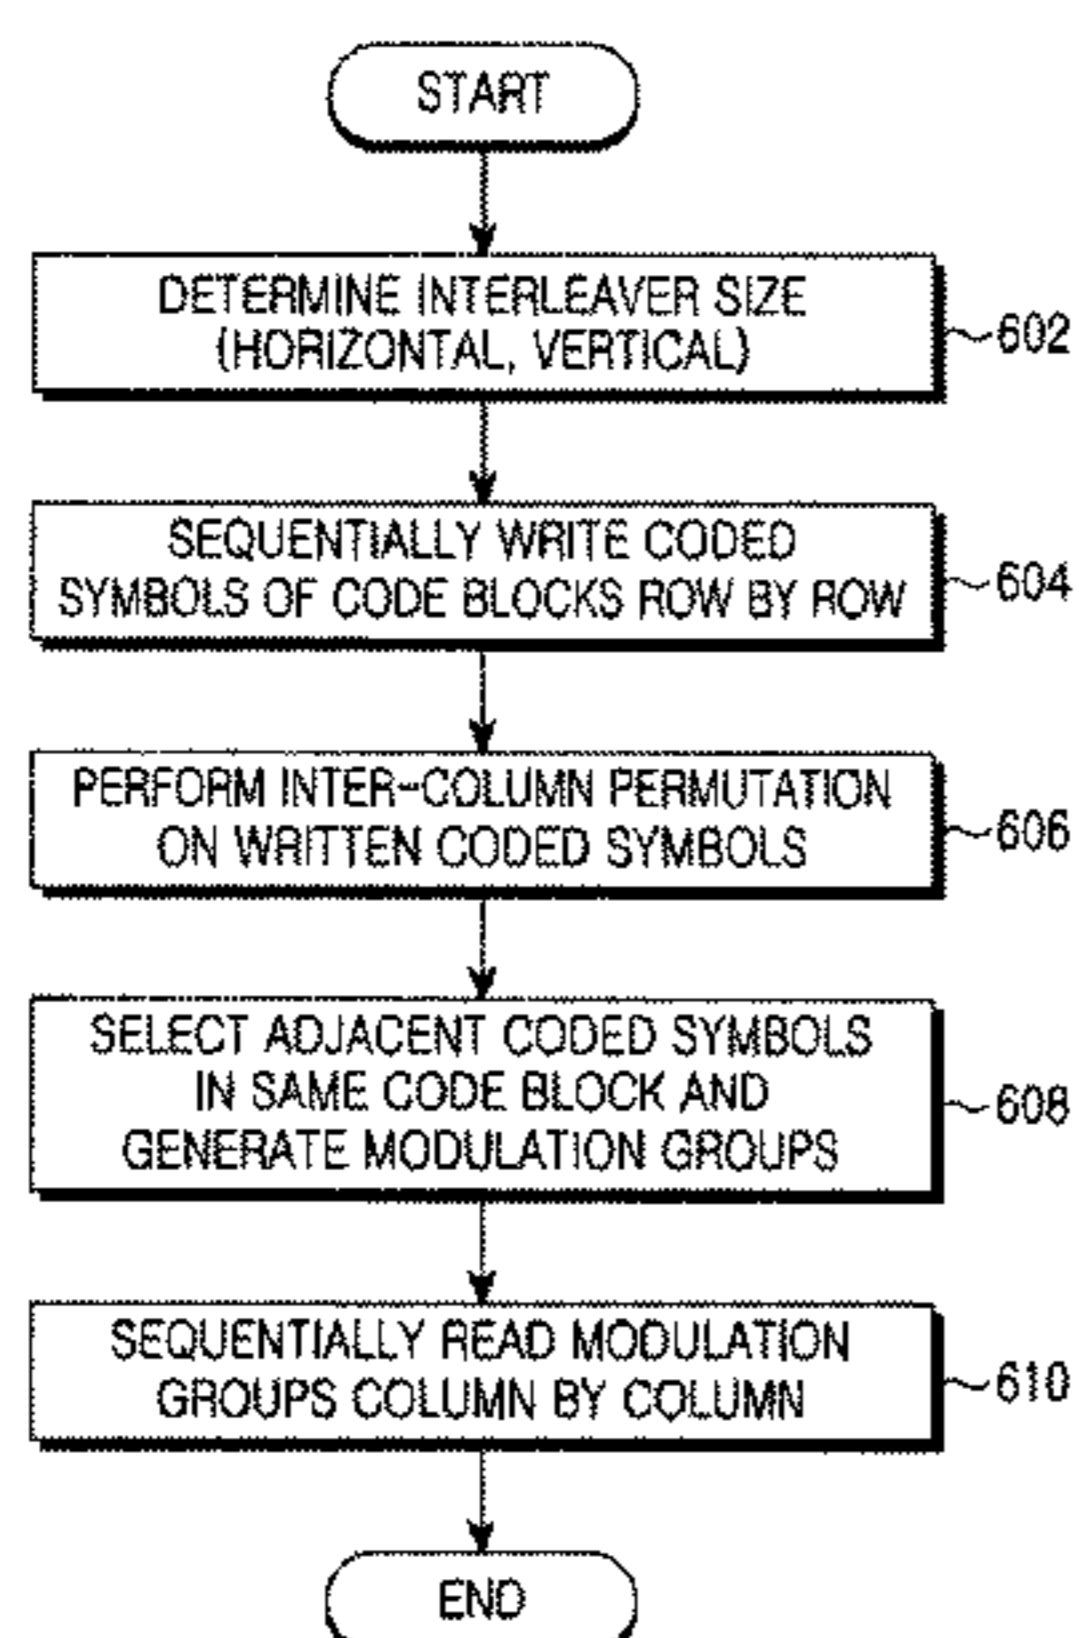 START
DETERMINE INTERLEAVER SIZE
(HORIZONTAL, VERTICAL)
602
SEQUENTIALLY WRITE CODED
SYMBOLS OF CODE BLOCKS ROW BY ROW
604
PERFORM INTER-COLUMN PERMUTATION
ON WRITTEN CODED SYMBOLS
606
SELECT ADJACENT CODED SYMBOLS
IN SAME CODE BLOCK AND
GENERATE MODULATION GROUPS
608
SEQUENTIALLY READ MODULATION
GROUPS COLUMN BY COLUMN
610
END